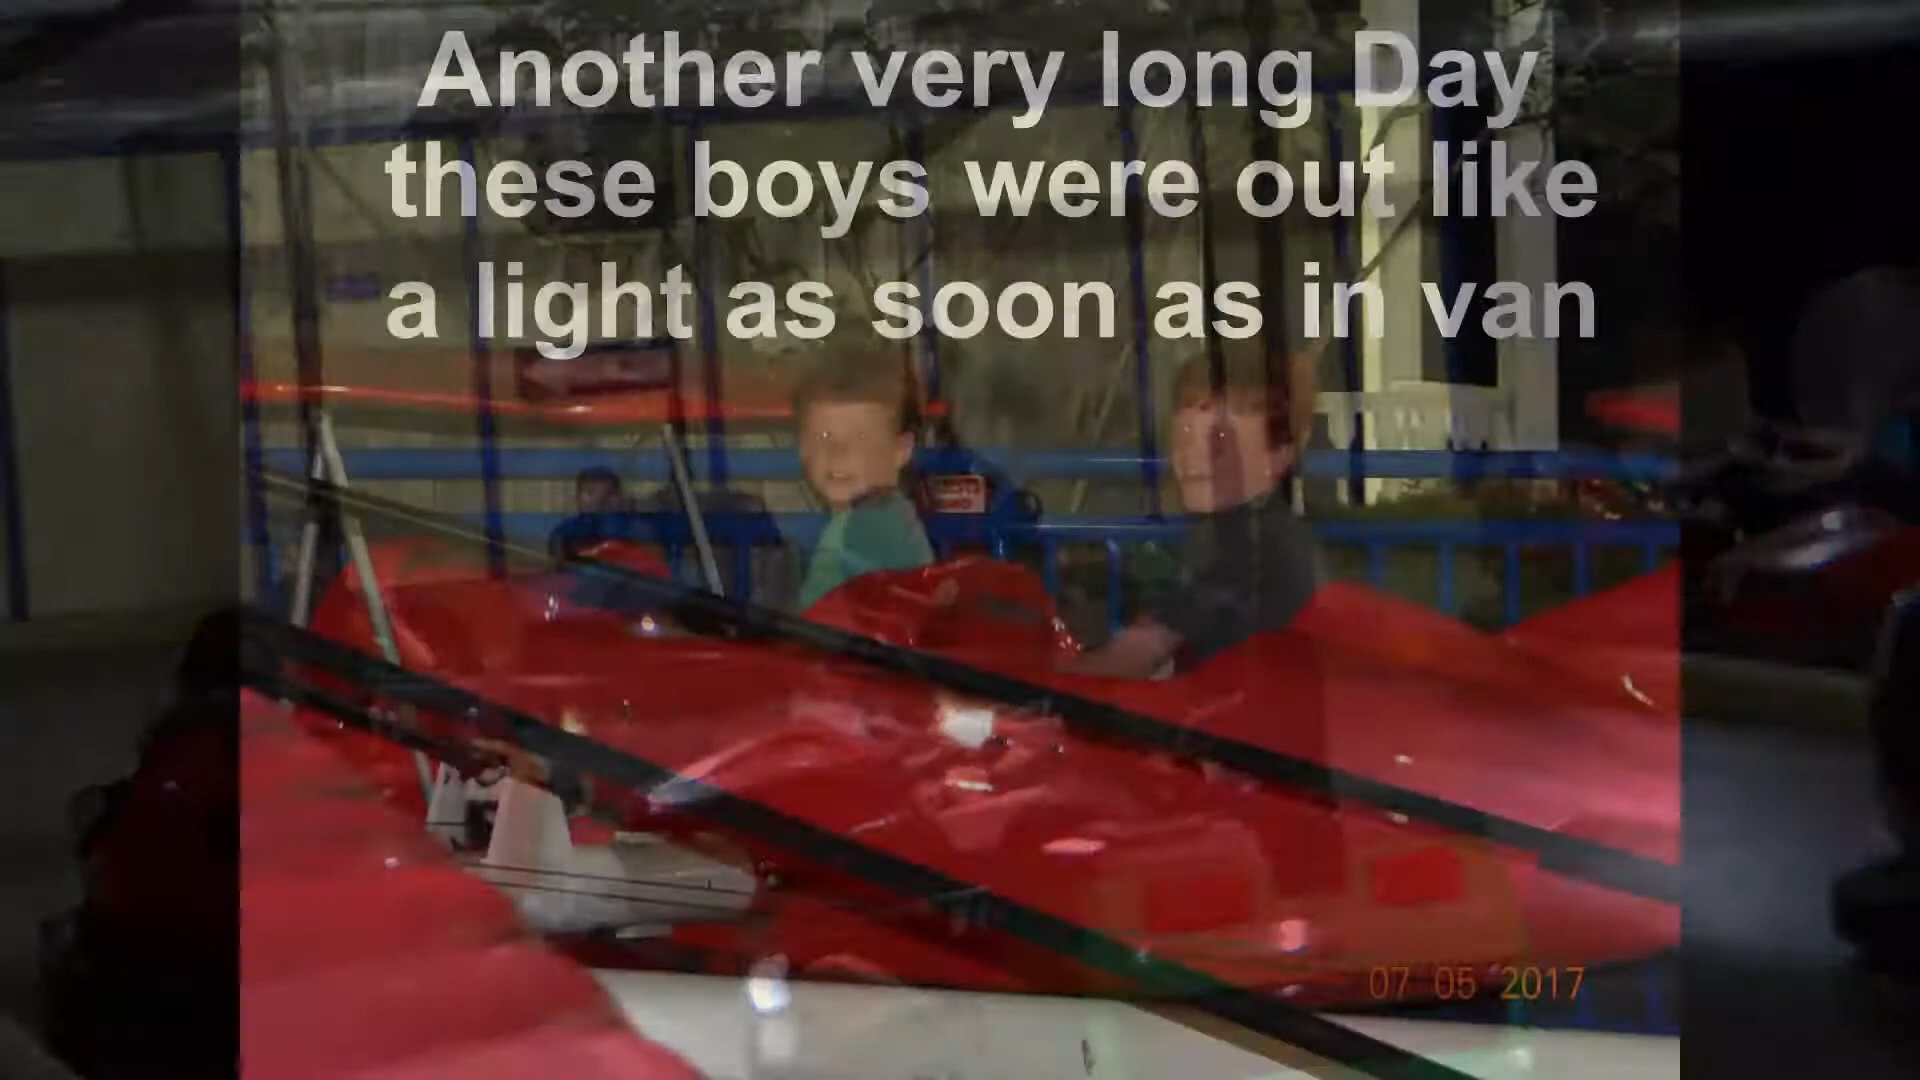 Another very long Day
these boys were out like
a light as soon as in van
07 05 2017